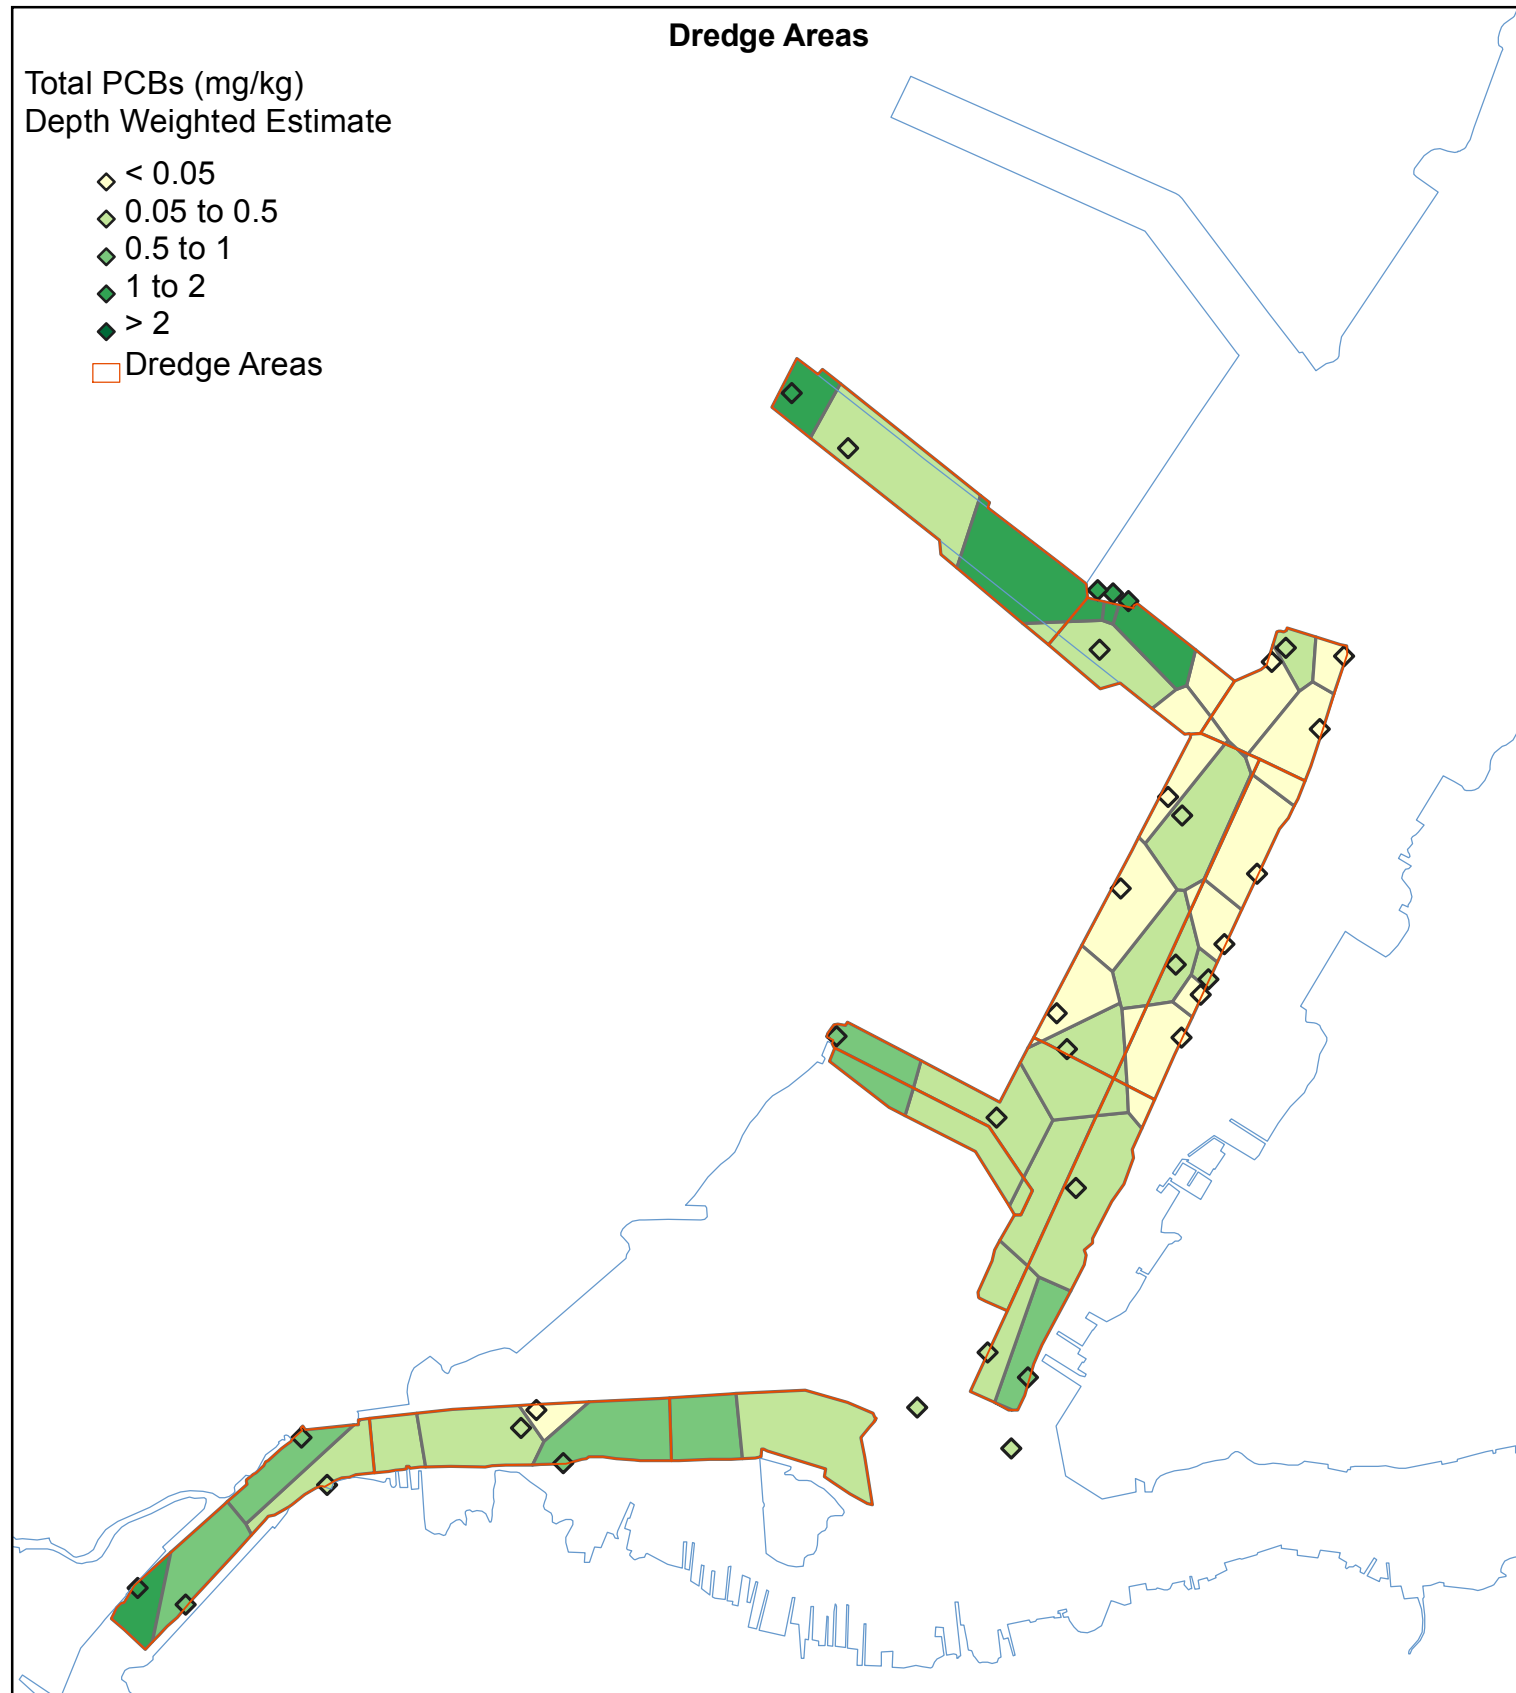 Dredge Areas
Total PCBs (mg/kg)
Depth Weighted Estimate
< 0.05
0.05 to 0.5
0.5 to 1
1 to 2
> 2
Dredge Areas